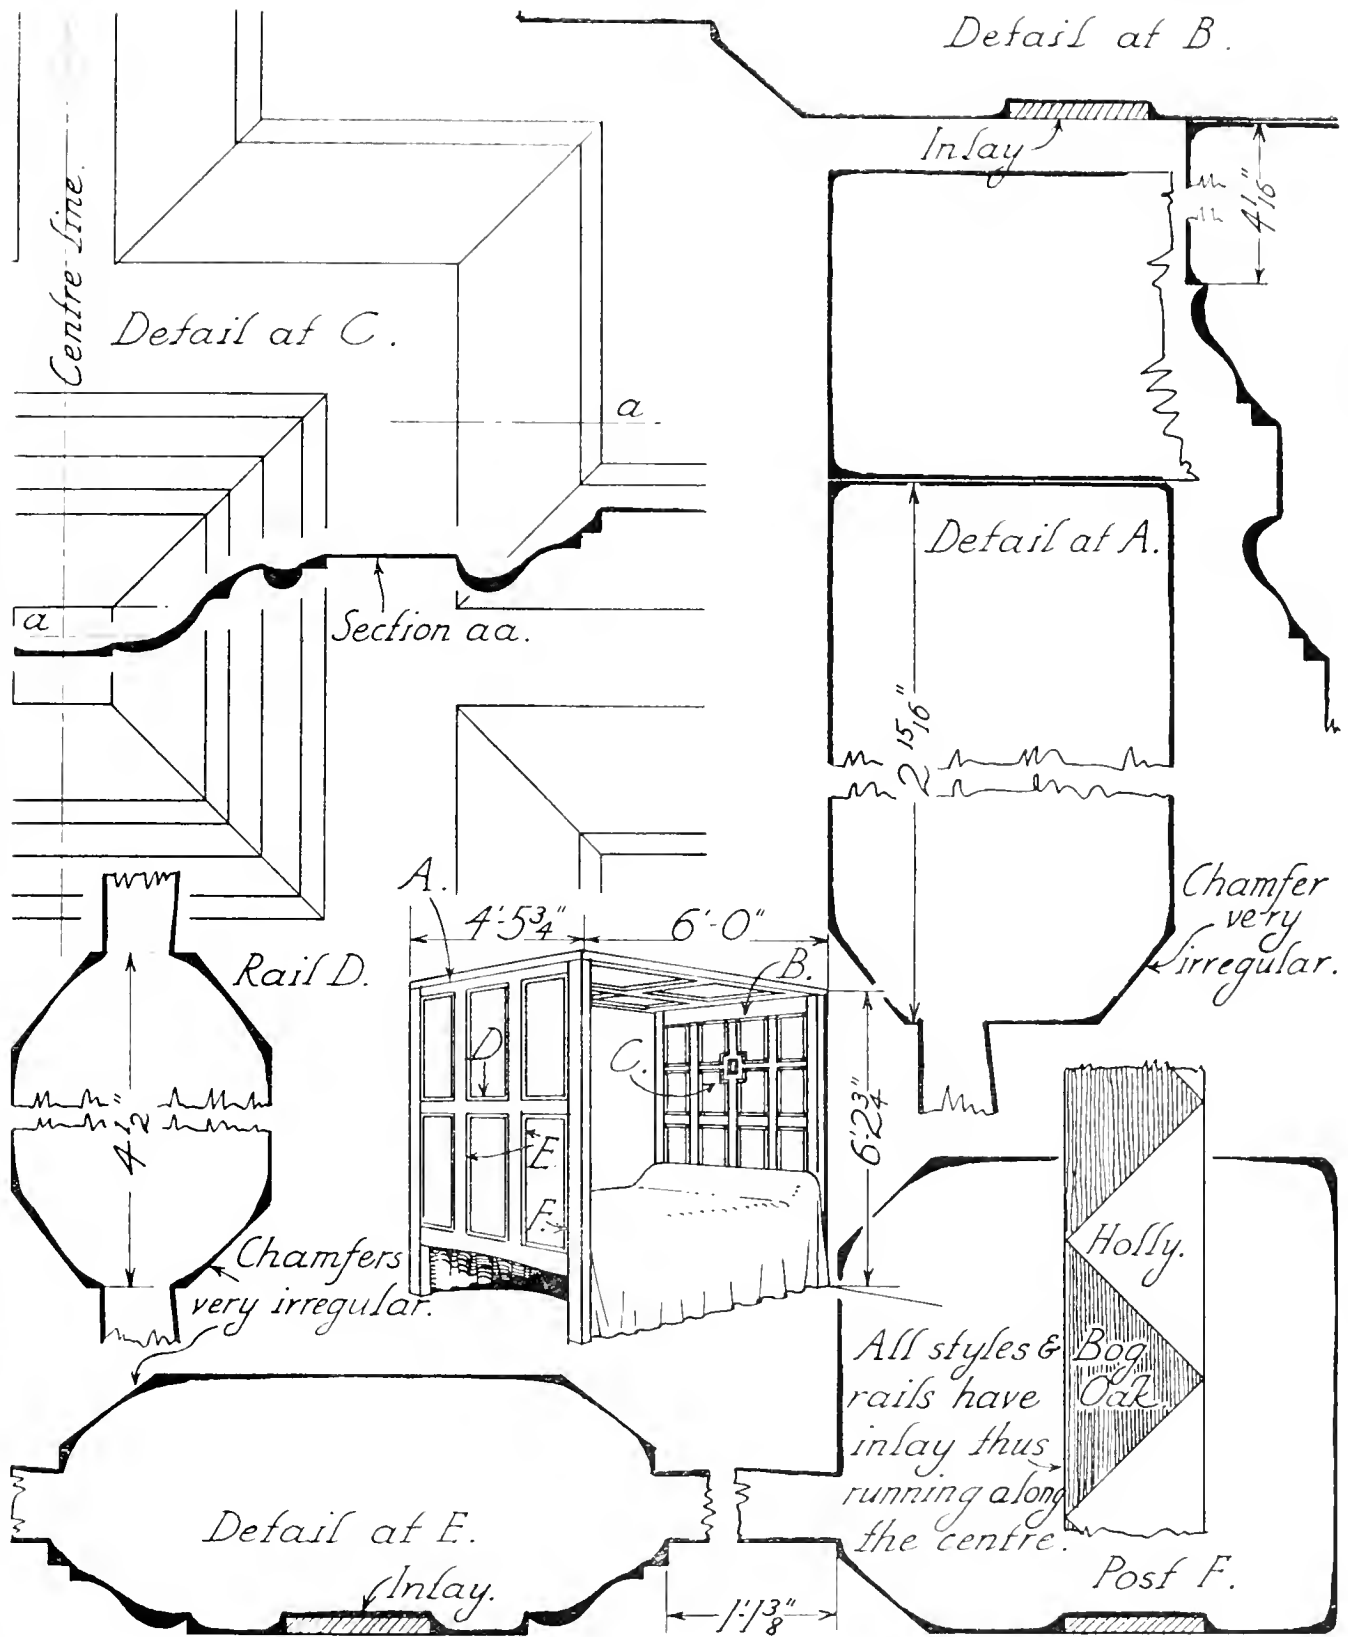 Detail at B.
Inlay
4 1/16"
Centre line.
Detail at C.
a
Detail at A.
Section aa.
a
2 15/16"
A.
4'-5 3/4"
6'-0"
Chamfer
very
irregular.
Rail D.
B.
D
C.
6'-2 3/4"
4 1/2"
E
F.
Holly.
Chamfers
very irregular.
All styles &
rails have
inlay thus
running along
the centre.
Bog
Oak
Detail at E.
Inlay.
Post F.
1'-1 3/8"